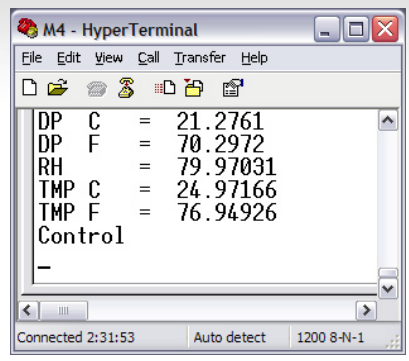 M4 - HyperTerminal
File Edit View Call Transfer Help
DP C = 21.2761
DP F = 70.2972
RH = 79.97031
TMP C = 24.97166
TMP F = 76.94926
Control
_
Connected 2:31:53 Auto detect 1200 8-N-1